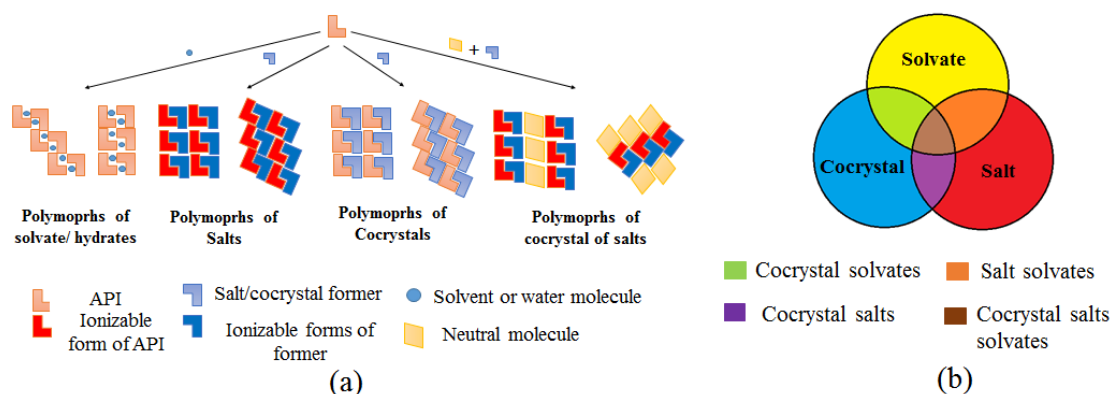 +
Polymoprhs of
solvate/ hydrates
Polymoprhs of
Salts
Polymoprhs of
Cocrystals
Polymoprhs of
cocrystal of salts
API
Ionizable
form of API
Salt/cocrystal former
Ionizable forms of
former
Solvent or water molecule
Neutral molecule
(a)
Solvate
Cocrystal
Salt
Cocrystal solvates
Salt solvates
Cocrystal salts
Cocrystal salts
solvates
(b)